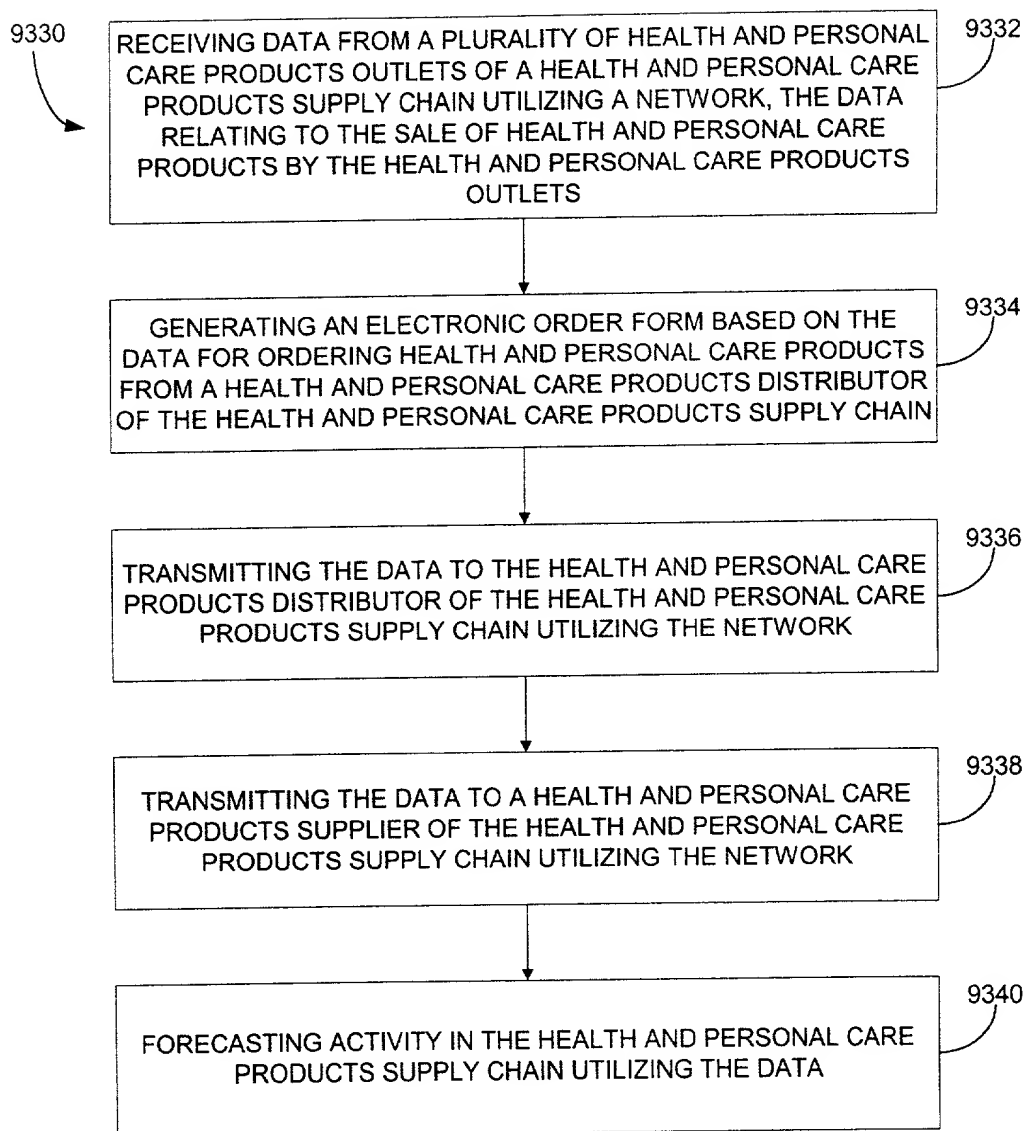 9330
9332
RECEIVING DATA FROM A PLURALITY OF HEALTH AND PERSONAL
CARE PRODUCTS OUTLETS OF A HEALTH AND PERSONAL CARE
PRODUCTS SUPPLY CHAIN UTILIZING A NETWORK, THE DATA
RELATING TO THE SALE OF HEALTH AND PERSONAL CARE
PRODUCTS BY THE HEALTH AND PERSONAL CARE PRODUCTS
OUTLETS
9334
GENERATING AN ELECTRONIC ORDER FORM BASED ON THE
DATA FOR ORDERING HEALTH AND PERSONAL CARE PRODUCTS
FROM A HEALTH AND PERSONAL CARE PRODUCTS DISTRIBUTOR
OF THE HEALTH AND PERSONAL CARE PRODUCTS SUPPLY CHAIN
9336
TRANSMITTING THE DATA TO THE HEALTH AND PERSONAL CARE
PRODUCTS DISTRIBUTOR OF THE HEALTH AND PERSONAL CARE
PRODUCTS SUPPLY CHAIN UTILIZING THE NETWORK
9338
TRANSMITTING THE DATA TO A HEALTH AND PERSONAL CARE
PRODUCTS SUPPLIER OF THE HEALTH AND PERSONAL CARE
PRODUCTS SUPPLY CHAIN UTILIZING THE NETWORK
9340
FORECASTING ACTIVITY IN THE HEALTH AND PERSONAL CARE
PRODUCTS SUPPLY CHAIN UTILIZING THE DATA